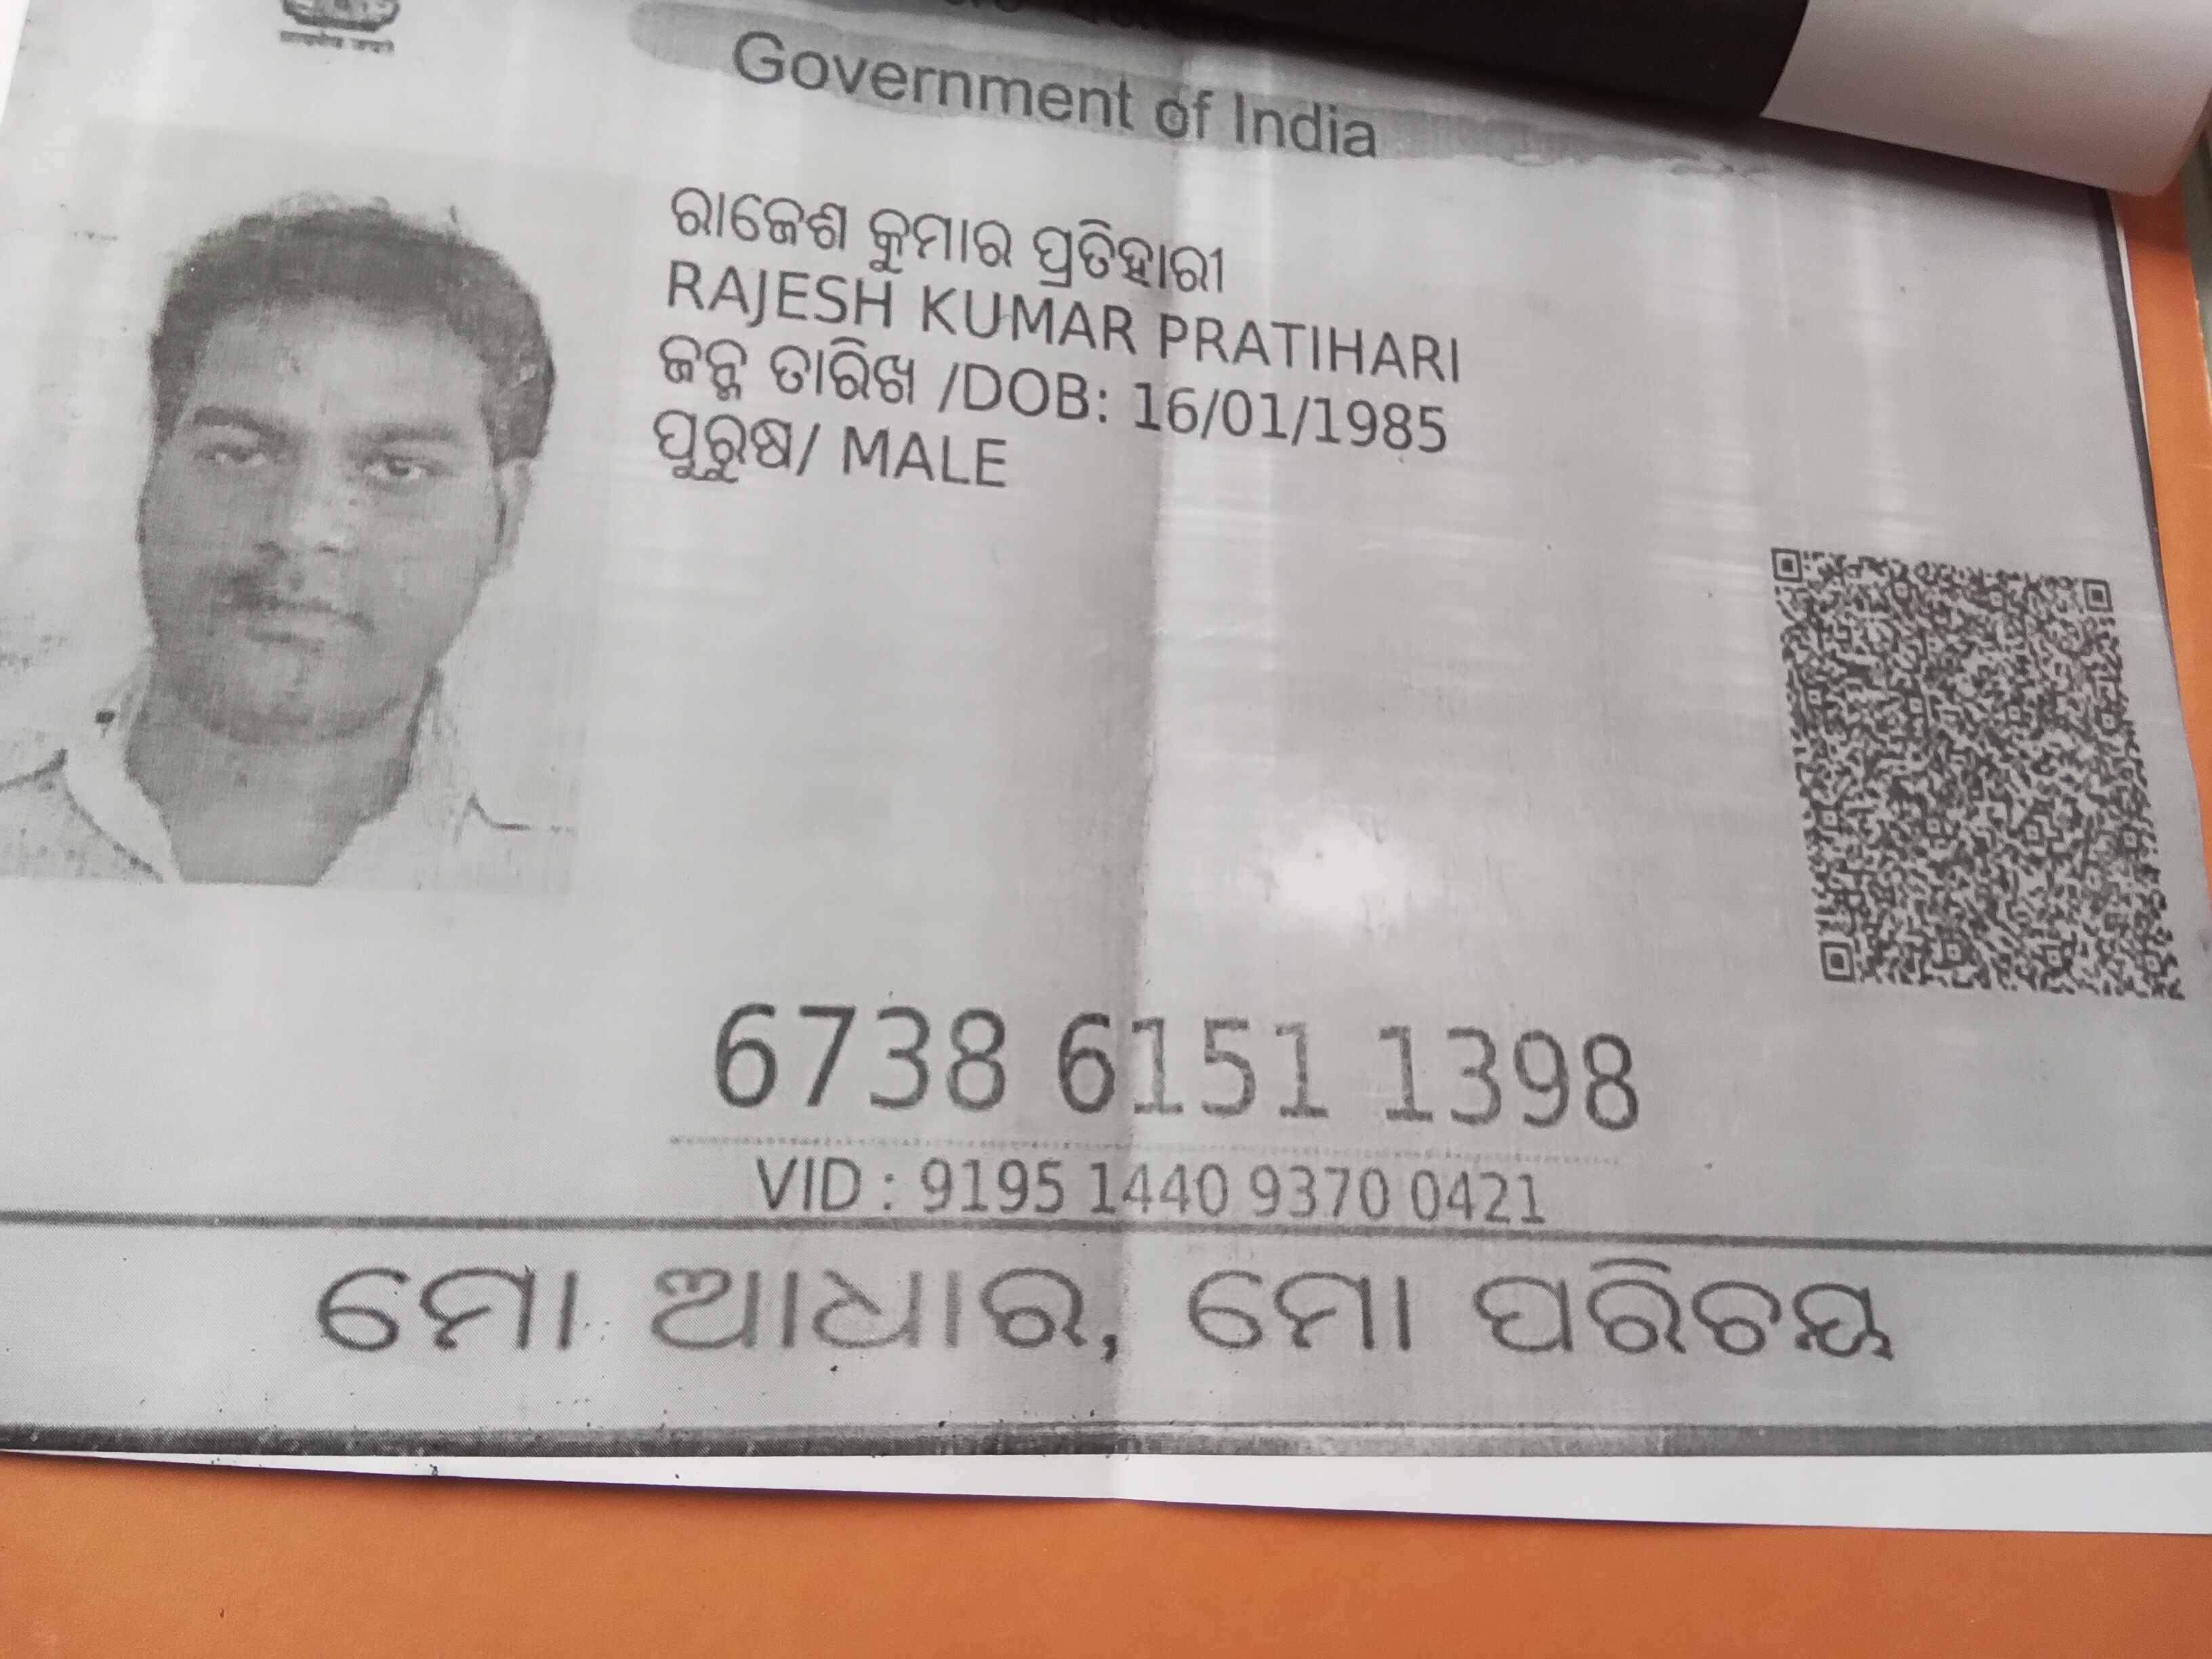 Government of India
ରାଜେଶ କୁମାର ପ୍ରତିହାରୀ
RAJESH KUMAR PRATIHARI
ଜନ୍ମ ତାରିଖ /DOB: 16/01/1985
ପୁରୁଷ/ MALE
6738 6151 1398
VID : 9195 1440 9370 0421
ମୋ ଆଧାର, ମୋ ପରିଚୟ